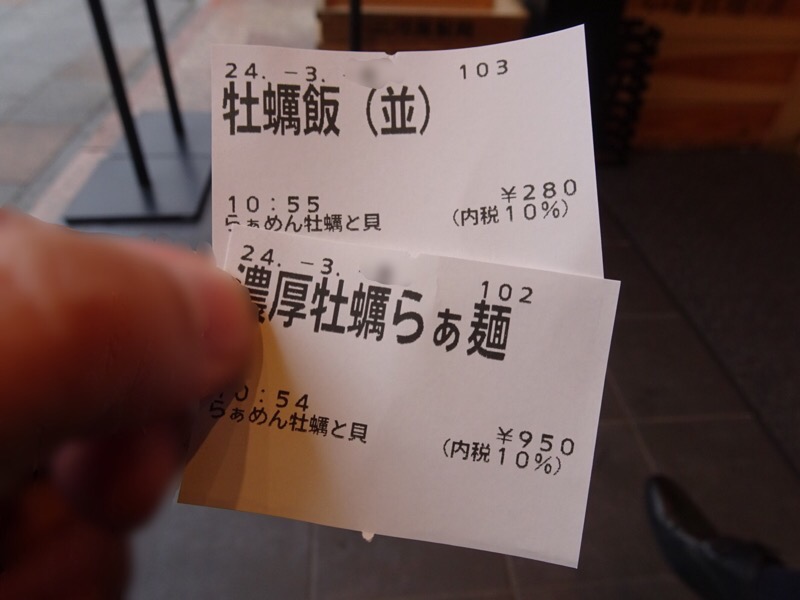 24.-3.
103
牡蠣飯(並)
¥280
10:55
(内税10%)
らぁめん牡蠣と貝
24.-3.
102
濃厚牡蠣らぁ麺
10:54
¥950
らぁめん牡蠣と貝
(内税10%)